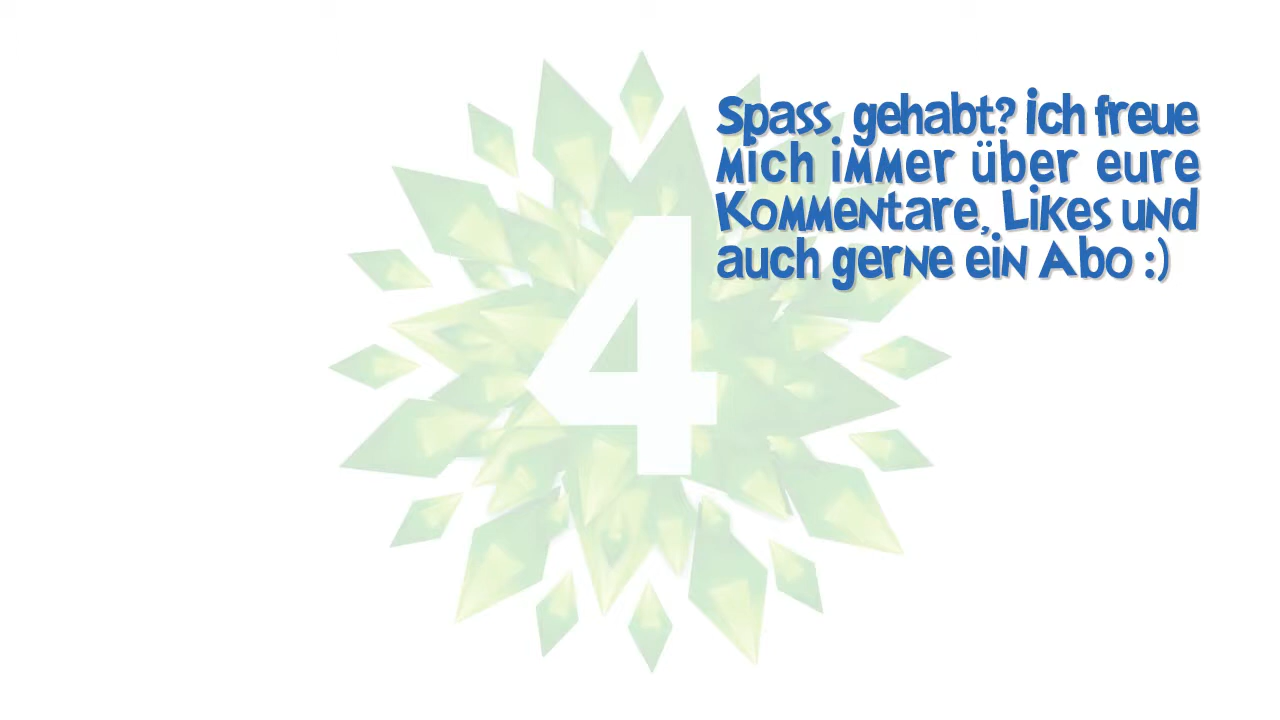 Spass gehabt? Ich freue
mich immer über eure
Kommentare, Likes und
auch gerne ein Abo :)
4